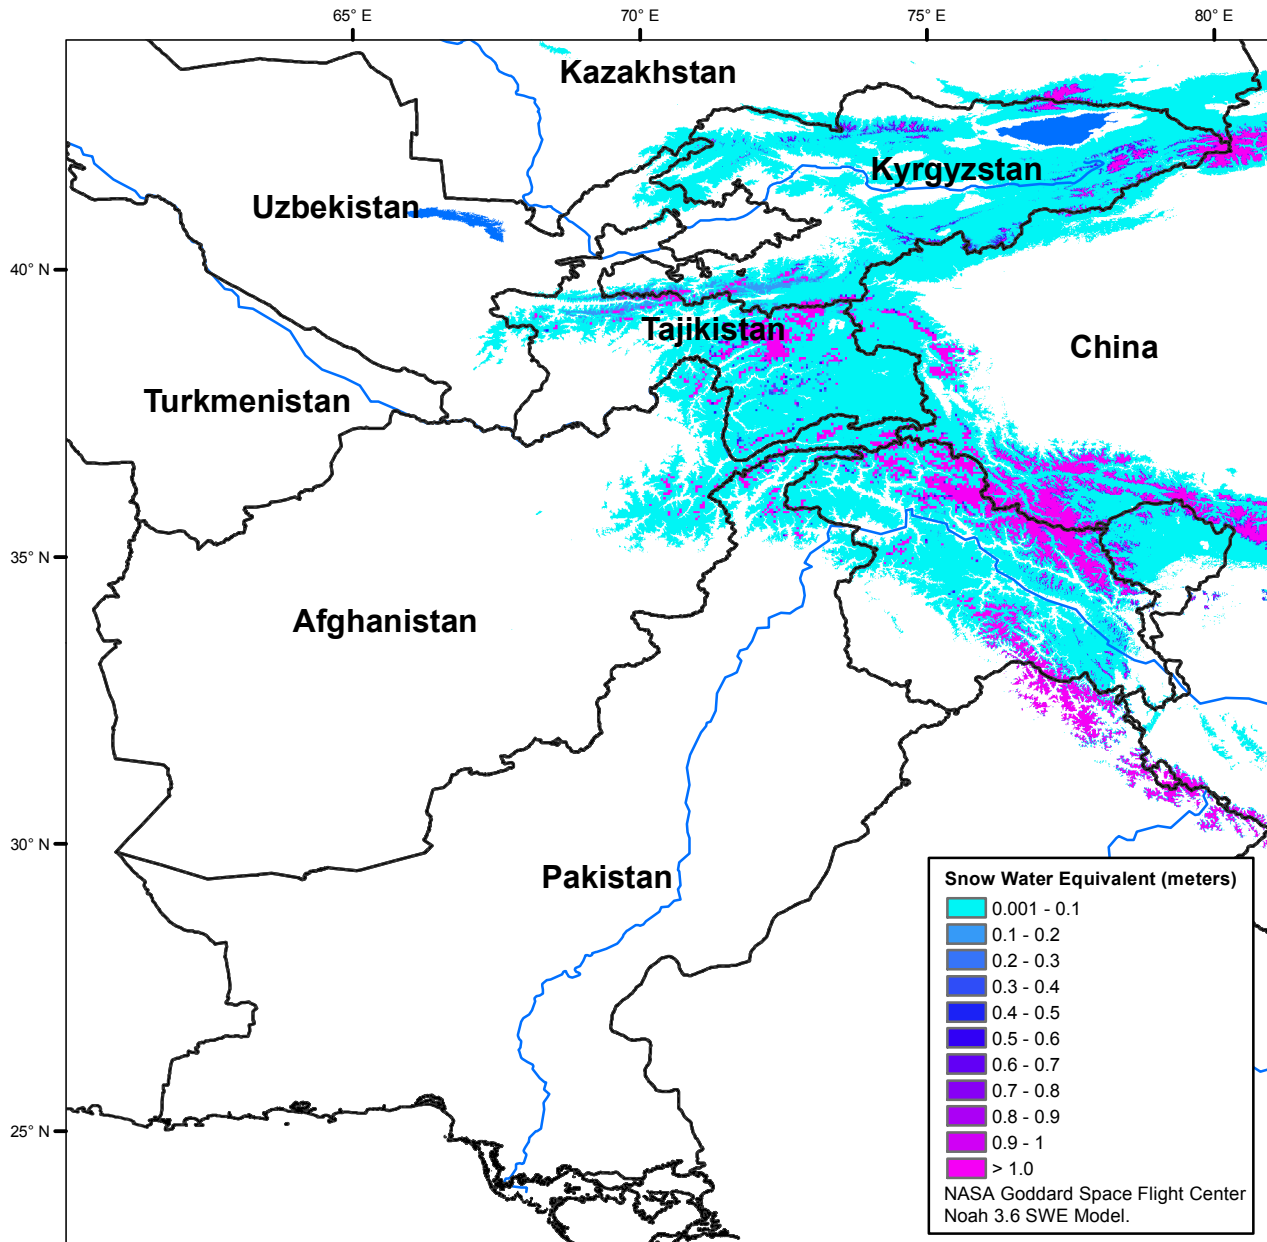 65° E
70° E
75° E
80° E
Kazakhstan
Kyrgyzstan
Uzbekistan
40° N
Tajikistan
China
Turkmenistan
35° N
Afghanistan
30° N
Pakistan
25° N
Snow Water Equivalent (meters)
0.001 - 0.1
0.1 - 0.2
0.2 - 0.3
0.3 - 0.4
0.4 - 0.5
0.5 - 0.6
0.6 - 0.7
0.7 - 0.8
0.8 - 0.9
0.9 - 1
> 1.0
NASA Goddard Space Flight Center
Noah 3.6 SWE Model.